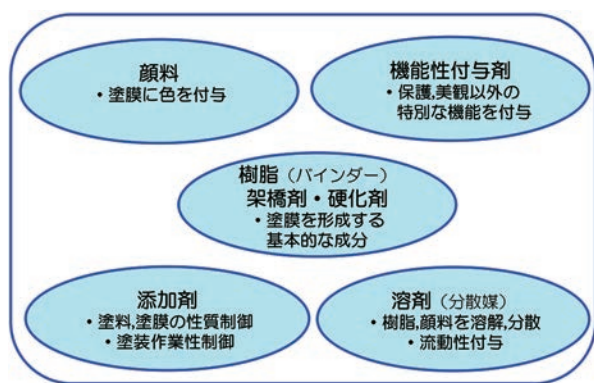 顔料
・塗膜に色を付与
機能性付与剤
・保護,美観以外の
特別な機能を付与
樹脂（バインダー）
架橋剤・硬化剤
・塗膜を形成する
基本的な成分
添加剤
・塗料,塗膜の性質制御
・塗装作業性制御
溶剤（分散媒）
・樹脂,顔料を溶解,分散
・流動性付与